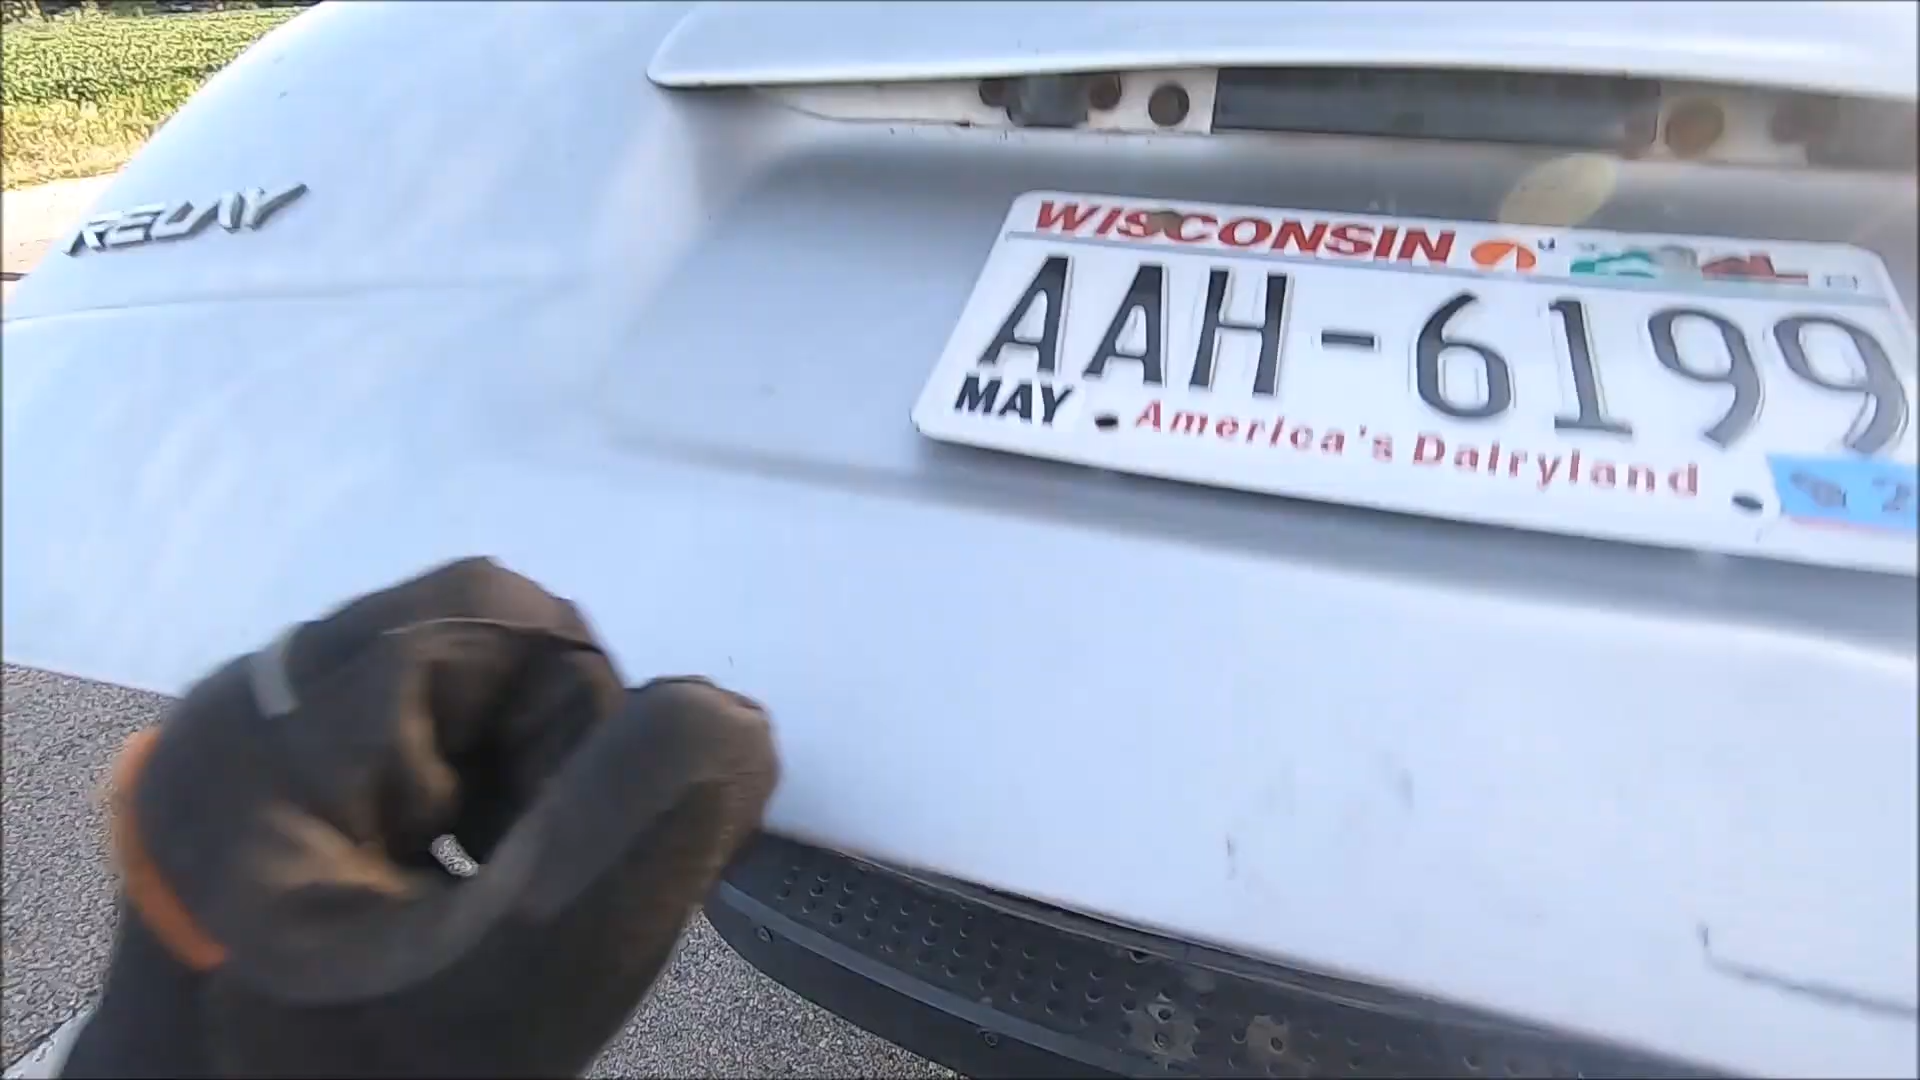 RELAY
WISCONSIN
AAH-6199
MAY
America's Dairyland